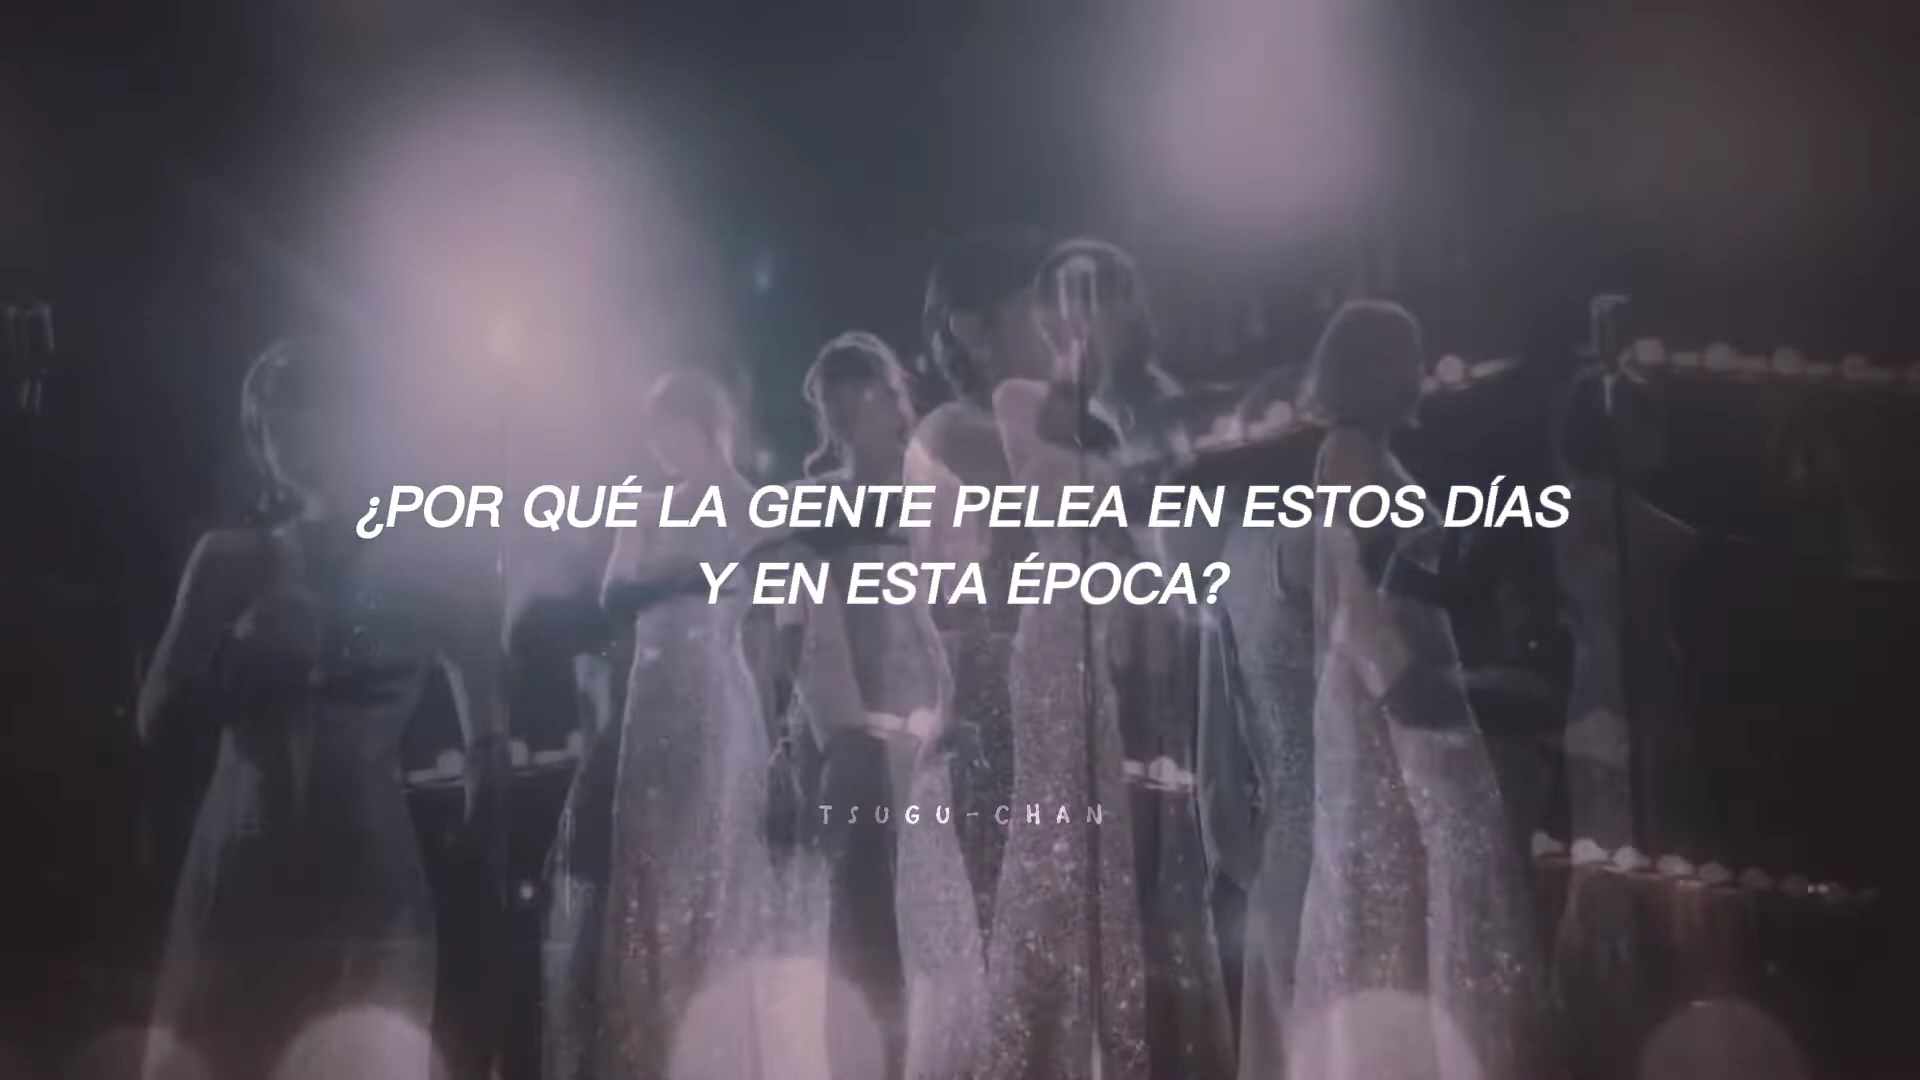 ¿POR QUÉ LA GENTE PELEA EN ESTOS DÍAS
Y EN ESTA ÉPOCA?
TSUGU-CHAN